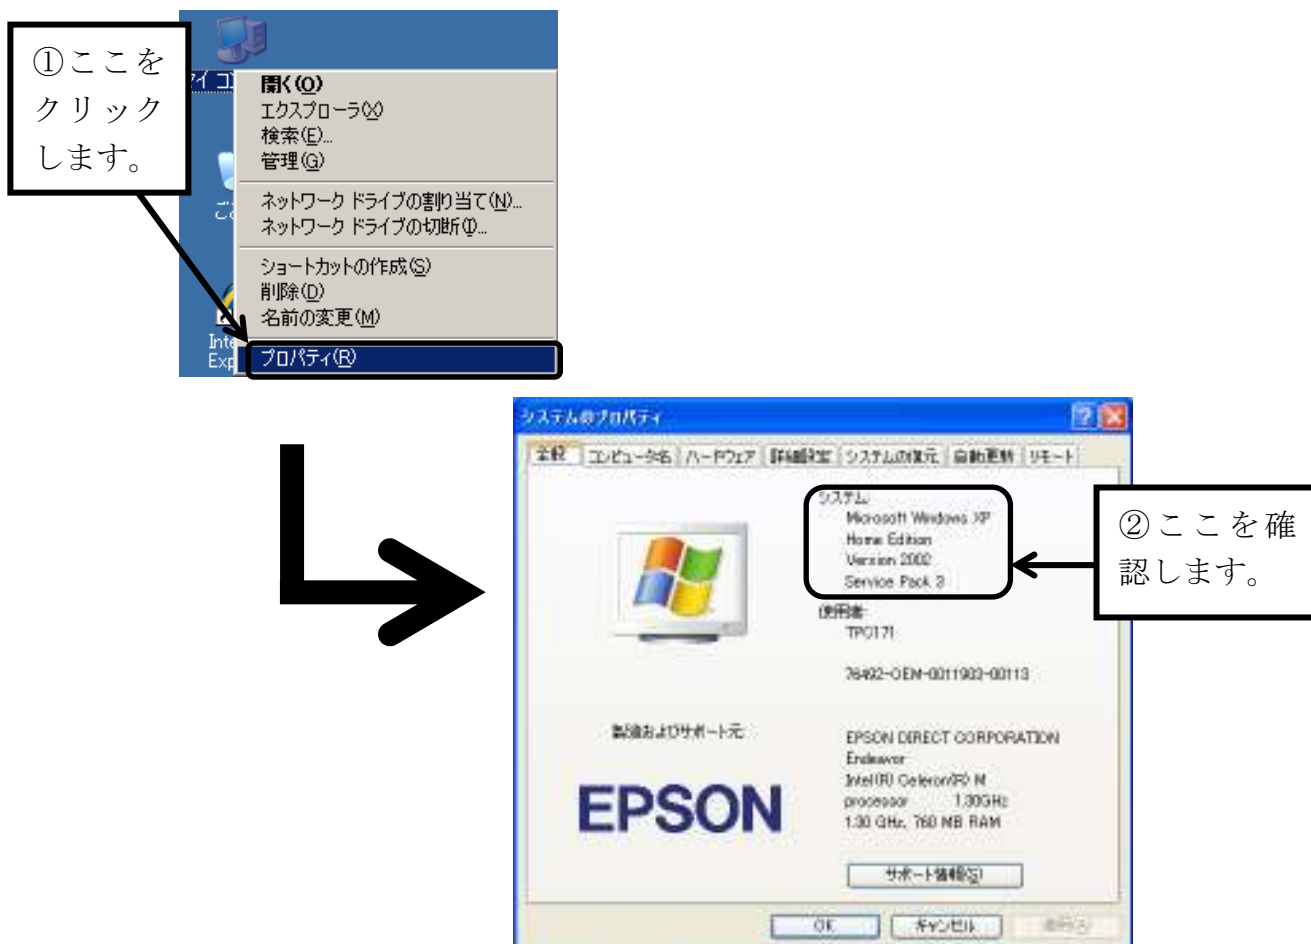 ①ここを
クリック
します。
マイ コ
開く(O)
エクスプローラ(X)
検索(E)...
管理(G)
ネットワーク ドライブの割り当て(N)...
ネットワーク ドライブの切断(I)...
ショートカットの作成(S)
削除(D)
名前の変更(M)
プロパティ(R)
ご
Inte
Exp
システムのプロパティ
全般 コンピュータ名 ハードウェア 詳細設定 システムの復元 自動更新 リモート
システム:
Microsoft Windows XP
Home Edition
Version 2002
Service Pack 3
②ここを確
認します。
使用者:
TPC171
76492-OEM-0011903-00113
製造およびサポート元:
EPSON
EPSON DIRECT CORPORATION
Endeavor
Intel(R) Celeron(R) M
processor 1.30GHz
1.30 GHz, 760 MB RAM
サポート情報(S)
OK キャンセル 適用(A)